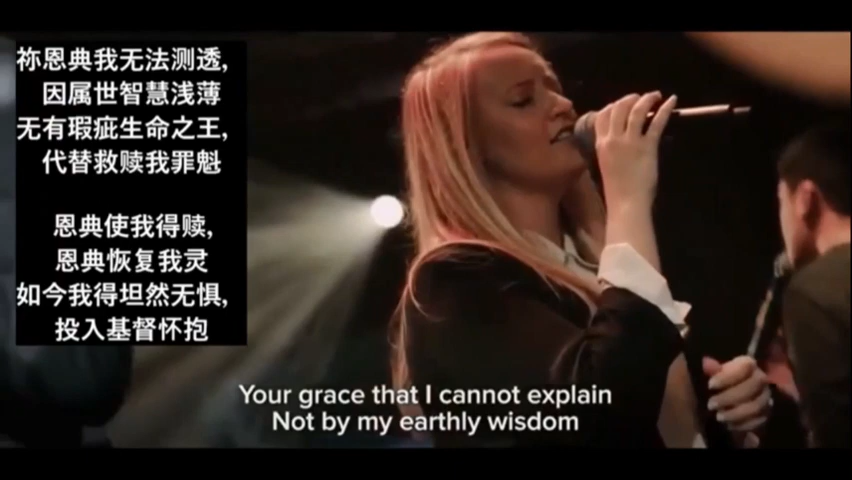 祢恩典我无法测透,
因属世智慧浅薄
无有瑕疵生命之王,
代替救赎我罪魁
恩典使我得赎,
恩典恢复我灵
如今我得坦然无惧,
投入基督怀抱
Your grace that I cannot explain
Not by my earthly wisdom